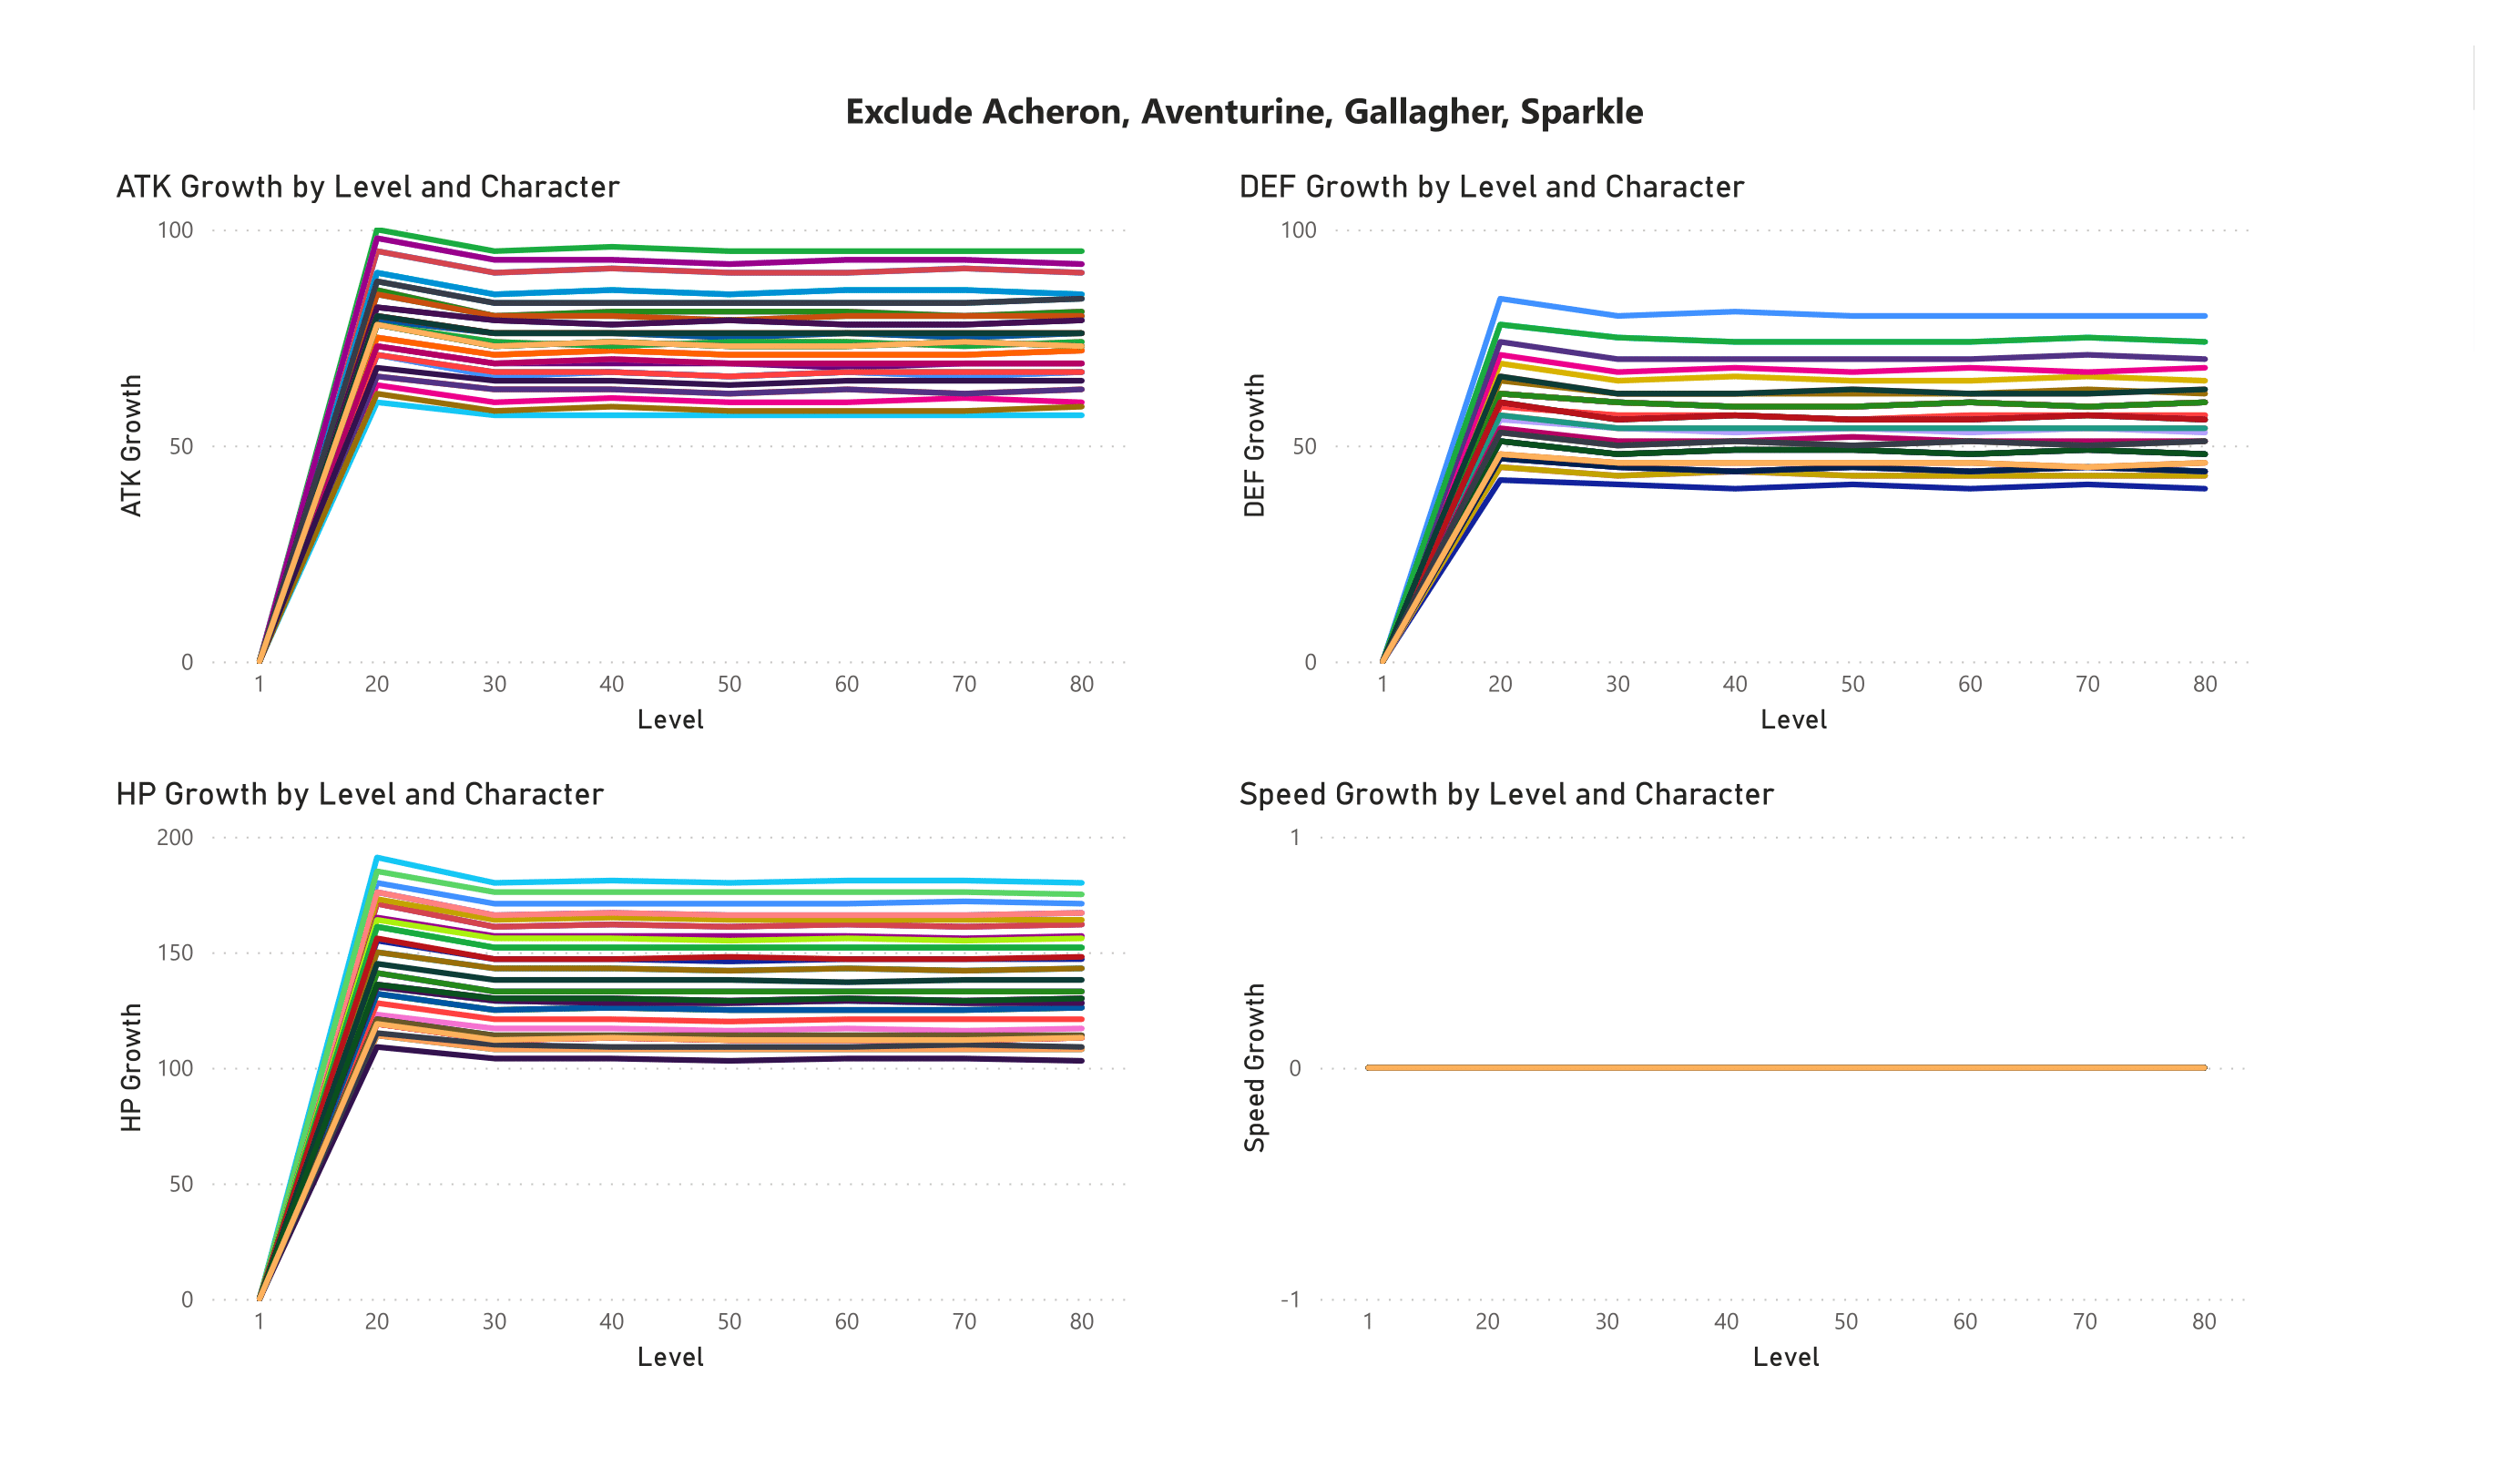 Exclude Acheron, Aventurine, Gallagher, Sparkle
ATK Growth by Level and Character
100
50
0
ATK Growth
1 20 30 40 50 60 70 80
Level
DEF Growth by Level and Character
100
50
0
DEF Growth
1 20 30 40 50 60 70 80
Level
HP Growth by Level and Character
200
150
100
50
0
HP Growth
1 20 30 40 50 60 70 80
Level
Speed Growth by Level and Character
1
0
-1
Speed Growth
1 20 30 40 50 60 70 80
Level